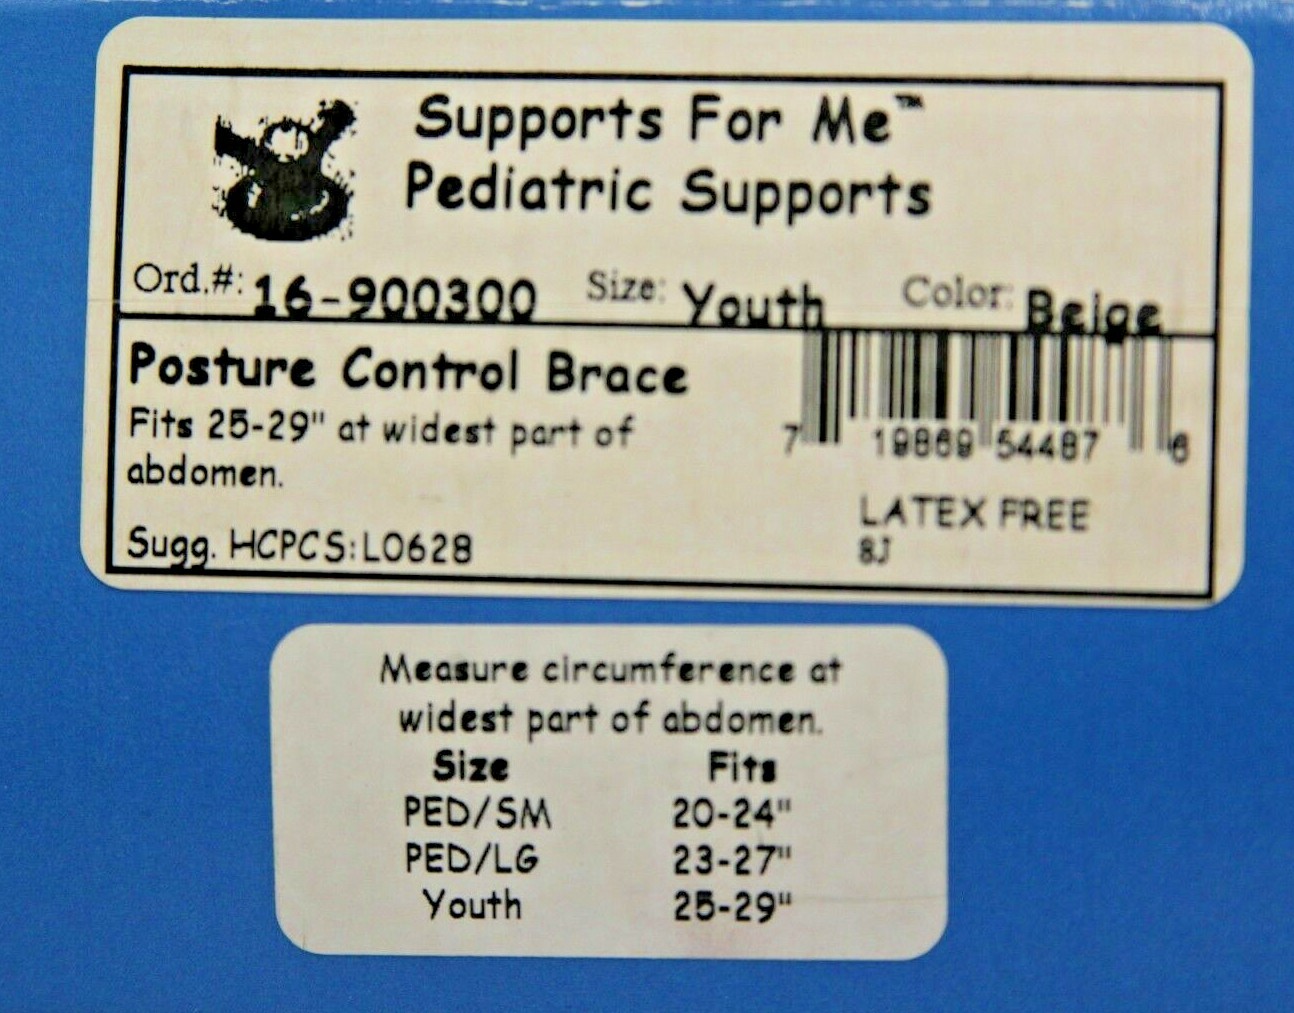 Supports For Me™
Pediatric Supports
Ord.#: 16-900300 Size: Youth Color: Beige
Posture Control Brace
Fits 25-29" at widest part of
abdomen.
Sugg. HCPCS:L0628
7 19869 54487 6
LATEX FREE
8J
Measure circumference at
widest part of abdomen.
Size Fits
PED/SM 20-24"
PED/LG 23-27"
Youth 25-29"